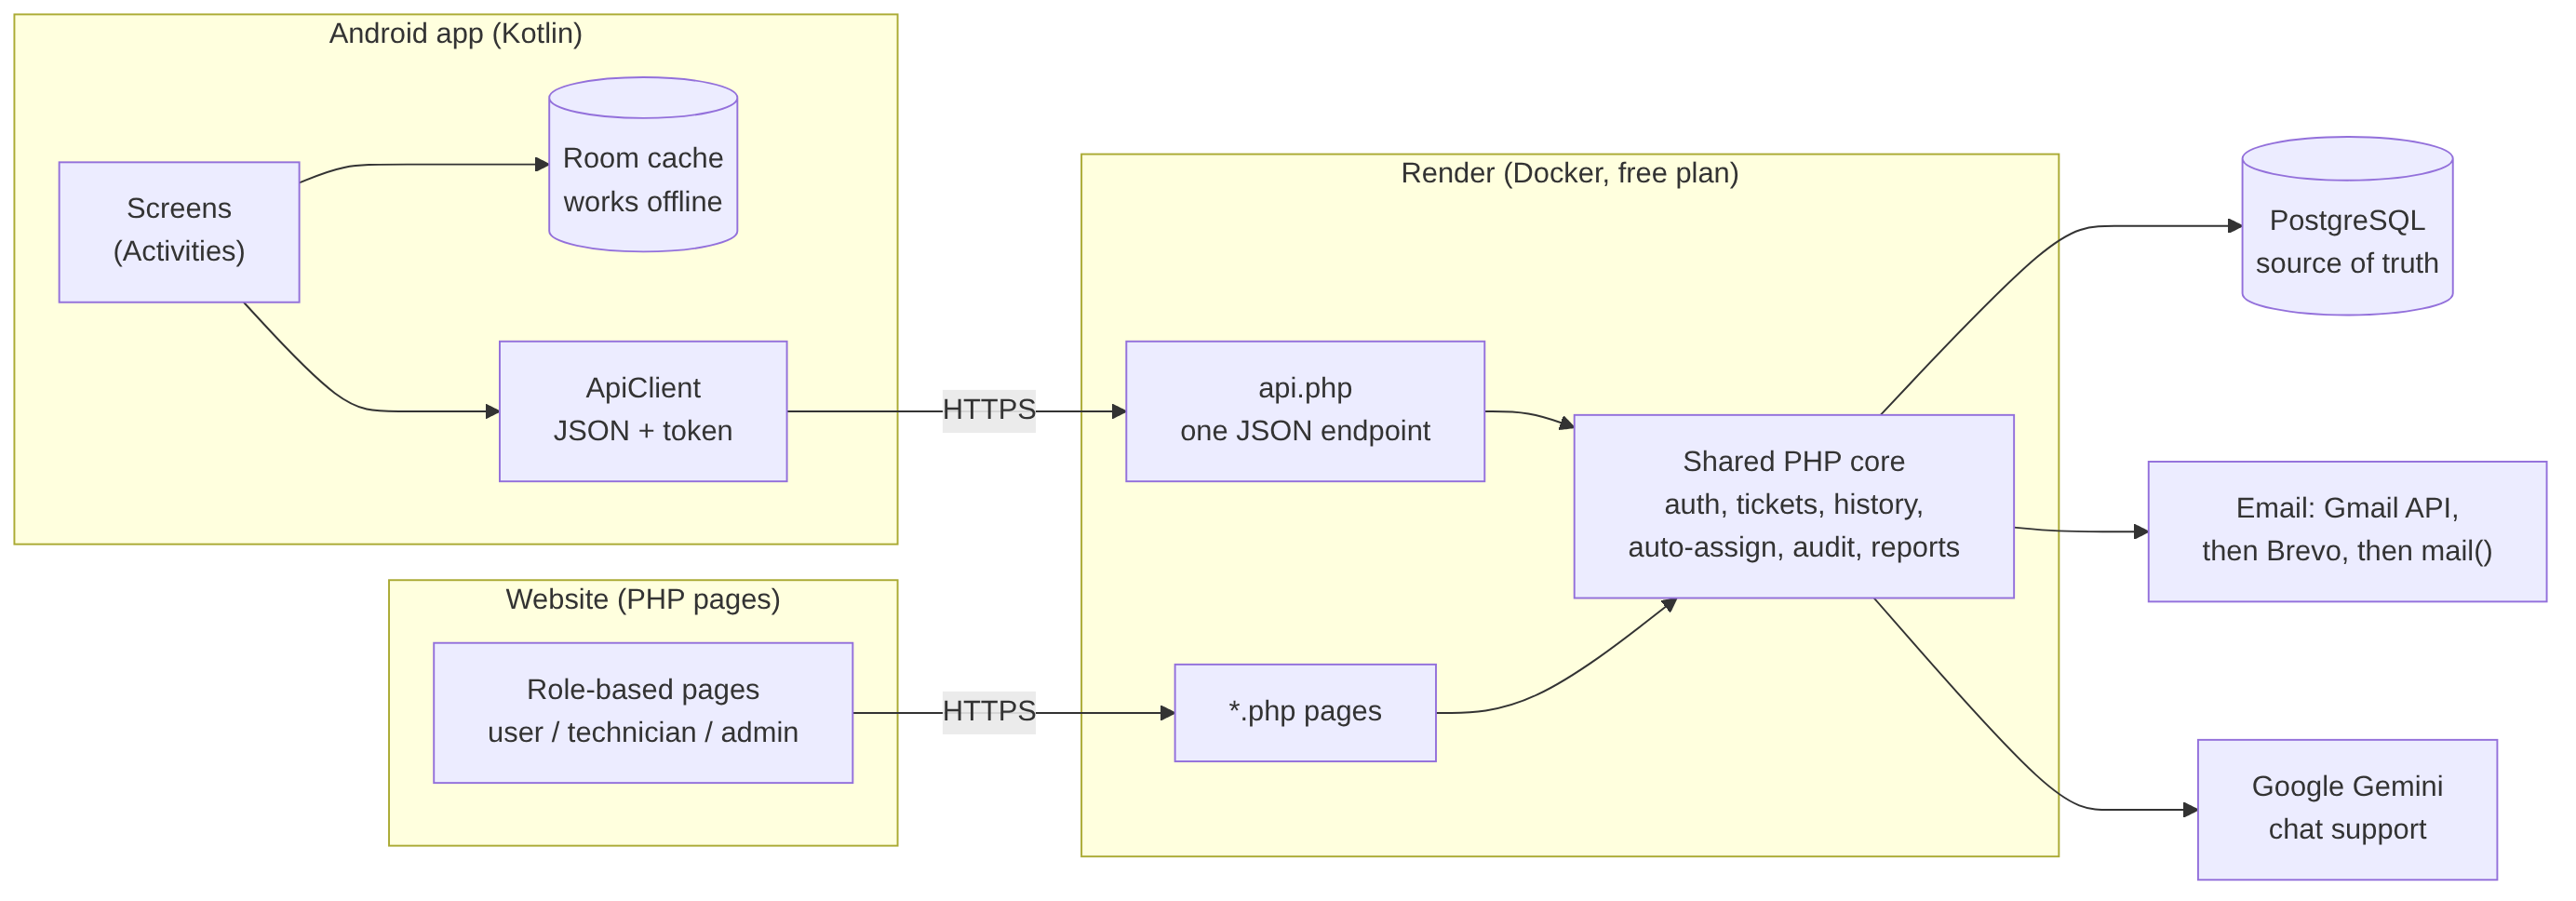 Android app (Kotlin)
Screens
(Activities)
Room cache
works offline
ApiClient
JSON + token
HTTPS
Website (PHP pages)
Role-based pages
user / technician / admin
HTTPS
Render (Docker, free plan)
api.php
one JSON endpoint
*.php pages
Shared PHP core
auth, tickets, history,
auto-assign, audit, reports
PostgreSQL
source of truth
Email: Gmail API,
then Brevo, then mail()
Google Gemini
chat support